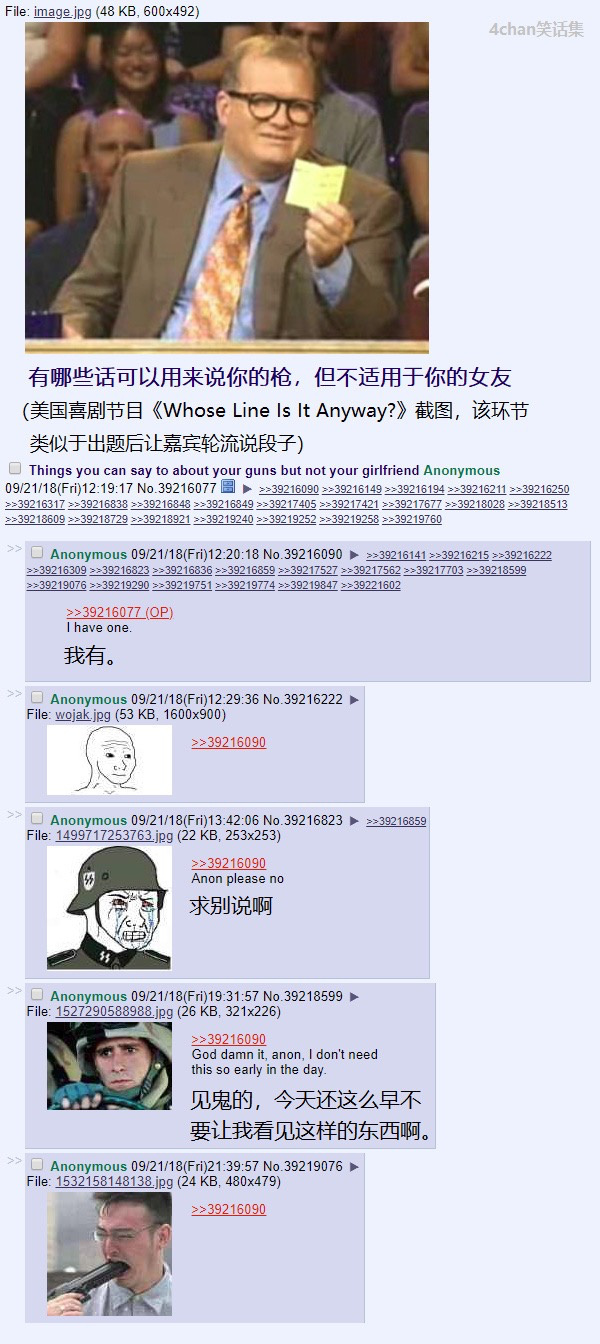 File: image.jpg (48 KB, 600x492)
4chan笑话集
有哪些话可以用来说你的枪，但不适用于你的女友
(美国喜剧节目《Whose Line Is It Anyway?》截图，该环节
类似于出题后让嘉宾轮流说段子)
Things you can say to about your guns but not your girlfriend Anonymous
09/21/18(Fri)12:19:17 No.39216077 ▶ >>39216090 >>39216149 >>39216194 >>39216211 >>39216250
>>39216317 >>39216838 >>39216848 >>39216849 >>39217405 >>39217421 >>39217677 >>39218028 >>39218513
>>39218609 >>39218729 >>39218921 >>39219240 >>39219252 >>39219258 >>39219760
>> Anonymous 09/21/18(Fri)12:20:18 No.39216090 ▶ >>39216141 >>39216215 >>39216222
>>39216309 >>39216823 >>39216836 >>39216859 >>39217527 >>39217562 >>39217703 >>39218599
>>39219076 >>39219290 >>39219751 >>39219774 >>39219847 >>39221602
>>39216077 (OP)
I have one.
我有。
>> Anonymous 09/21/18(Fri)12:29:36 No.39216222 ▶
File: wojak.jpg (53 KB, 1600x900)
>>39216090
>> Anonymous 09/21/18(Fri)13:42:06 No.39216823 ▶ >>39216859
File: 1499717253763.jpg (22 KB, 253x253)
>>39216090
Anon please no
求别说啊
>> Anonymous 09/21/18(Fri)19:31:57 No.39218599 ▶
File: 1527290588988.jpg (26 KB, 321x226)
>>39216090
God damn it, anon, I don't need
this so early in the day.
见鬼的，今天还这么早不
要让我看见这样的东西啊。
>> Anonymous 09/21/18(Fri)21:39:57 No.39219076 ▶
File: 1532158148138.jpg (24 KB, 480x479)
>>39216090